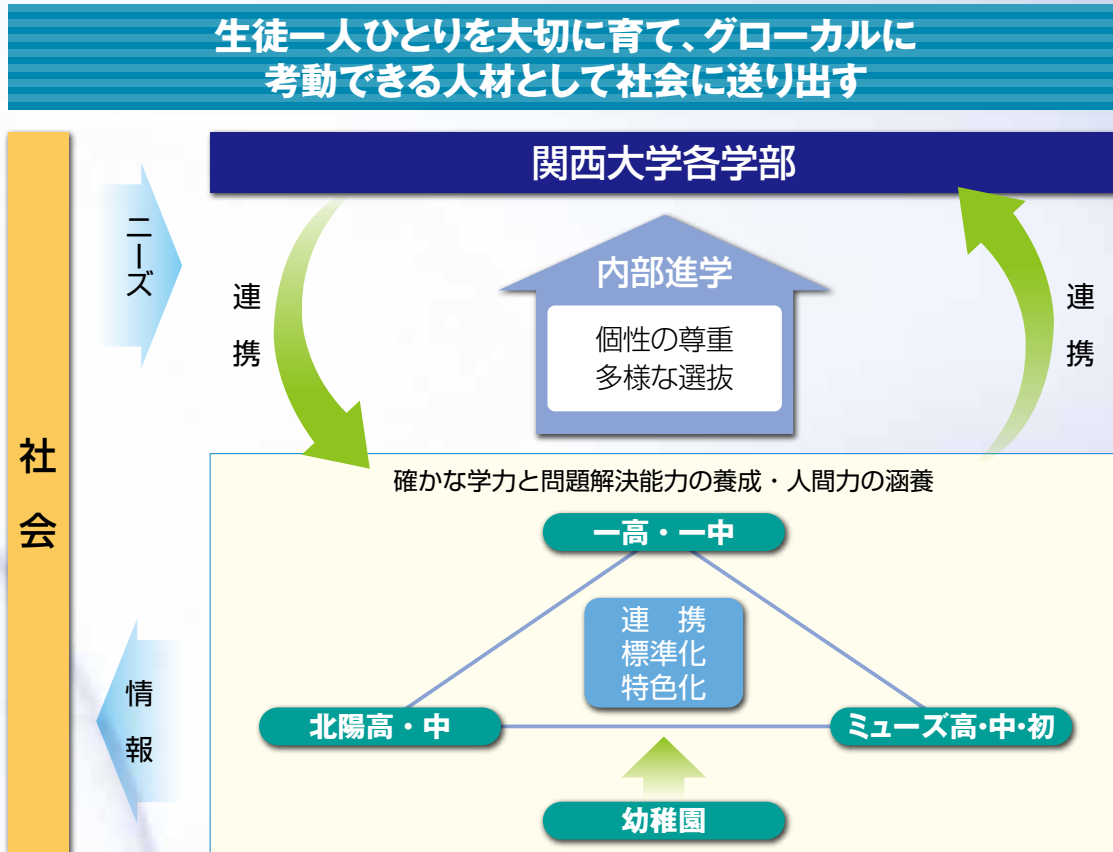 生徒一人ひとりを大切に育て、グローカルに
考動できる人材として社会に送り出す
社会
ニーズ
関西大学各学部
連携
内部進学
個性の尊重
多様な選抜
連携
確かな学力と問題解決能力の養成・人間力の涵養
一高・一中
連 携
標準化
特色化
北陽高・中
ミューズ高・中・初
幼稚園
情報